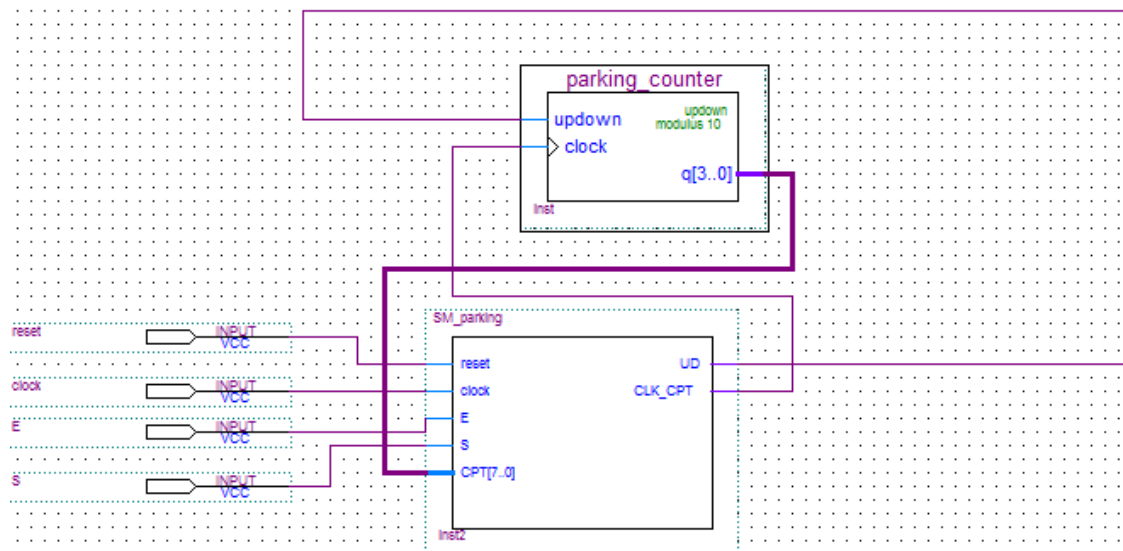 parking_counter
updown
modulus 10
updown
clock
q[3..0]
inst
SM_parking
reset
INPUT
VCC
reset
UD
clock
INPUT
VCC
clock
CLK_CPT
E
INPUT
VCC
E
S
INPUT
VCC
S
CPT[7..0]
inst2